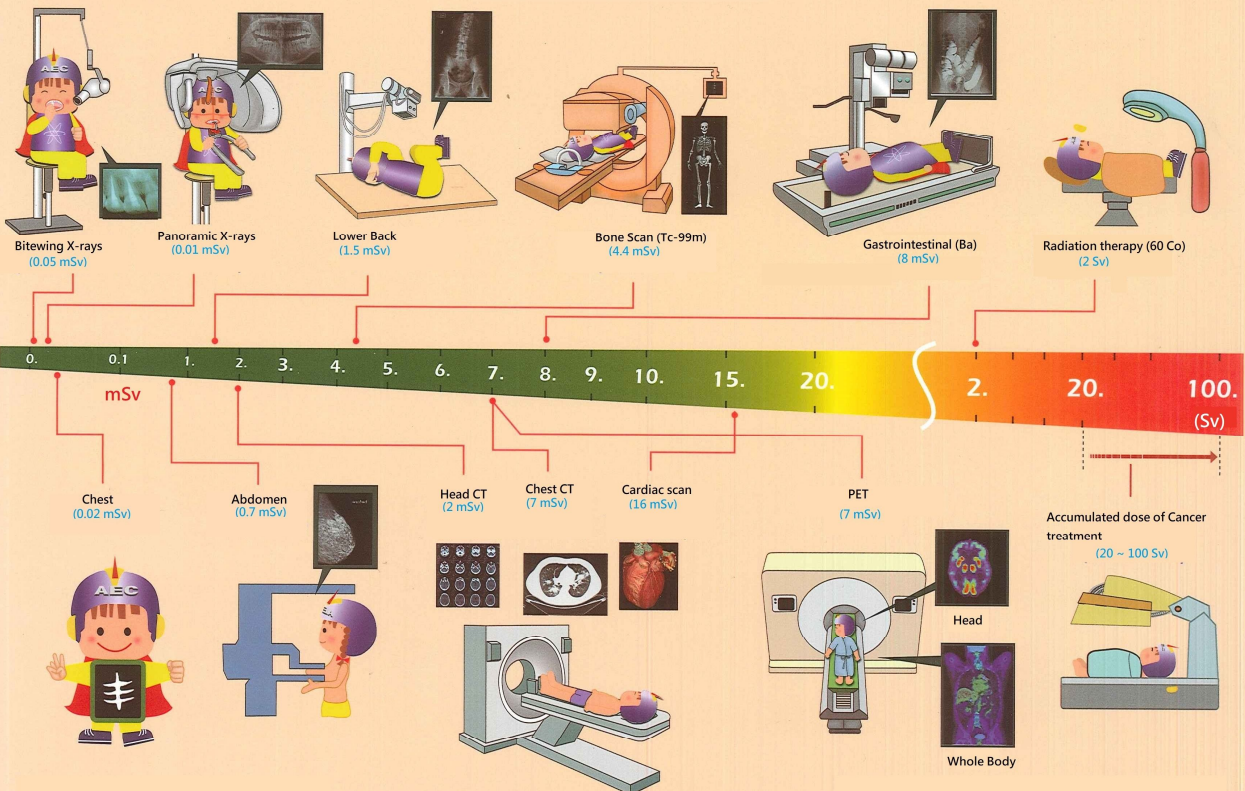 AEC
AEC
Bitewing X-rays
(0.05 mSv)
Panoramic X-rays
(0.01 mSv)
Lower Back
(1.5 mSv)
Bone Scan (Tc-99m)
(4.4 mSv)
Gastrointestinal (Ba)
(8 mSv)
Radiation therapy (60 Co)
(2 Sv)
0. 0.1 1. 2. 3. 4. 5. 6. 7. 8. 9. 10. 15. 20. 2. 20. 100.
mSv
(Sv)
Chest
(0.02 mSv)
Abdomen
(0.7 mSv)
Head CT
(2 mSv)
Chest CT
(7 mSv)
Cardiac scan
(16 mSv)
PET
(7 mSv)
Accumulated dose of Cancer
treatment
(20 ~ 100 Sv)
AEC
Head
Whole Body